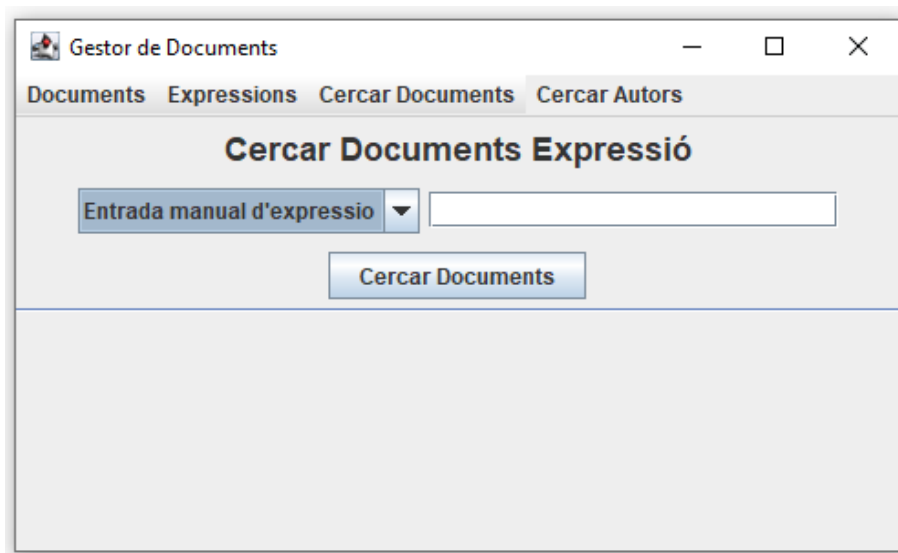 Gestor de Documents
Documents Expressions Cercar Documents Cercar Autors
Cercar Documents Expressió
Entrada manual d'expressio
Cercar Documents